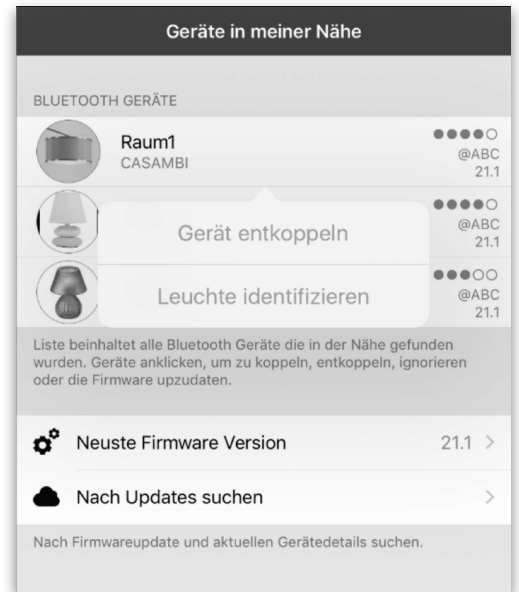 Geräte in meiner Nähe
BLUETOOTH GERÄTE
Raum1
CASAMBI
@ABC
21.1
@ABC
21.1
Gerät entkoppeln
Leuchte identifizieren
@ABC
21.1
Liste beinhaltet alle Bluetooth Geräte die in der Nähe gefunden
wurden. Geräte anklicken, um zu koppeln, entkoppeln, ignorieren
oder die Firmware upzudaten.
Neuste Firmware Version 21.1 >
Nach Updates suchen >
Nach Firmwareupdate und aktuellen Gerätedetails suchen.